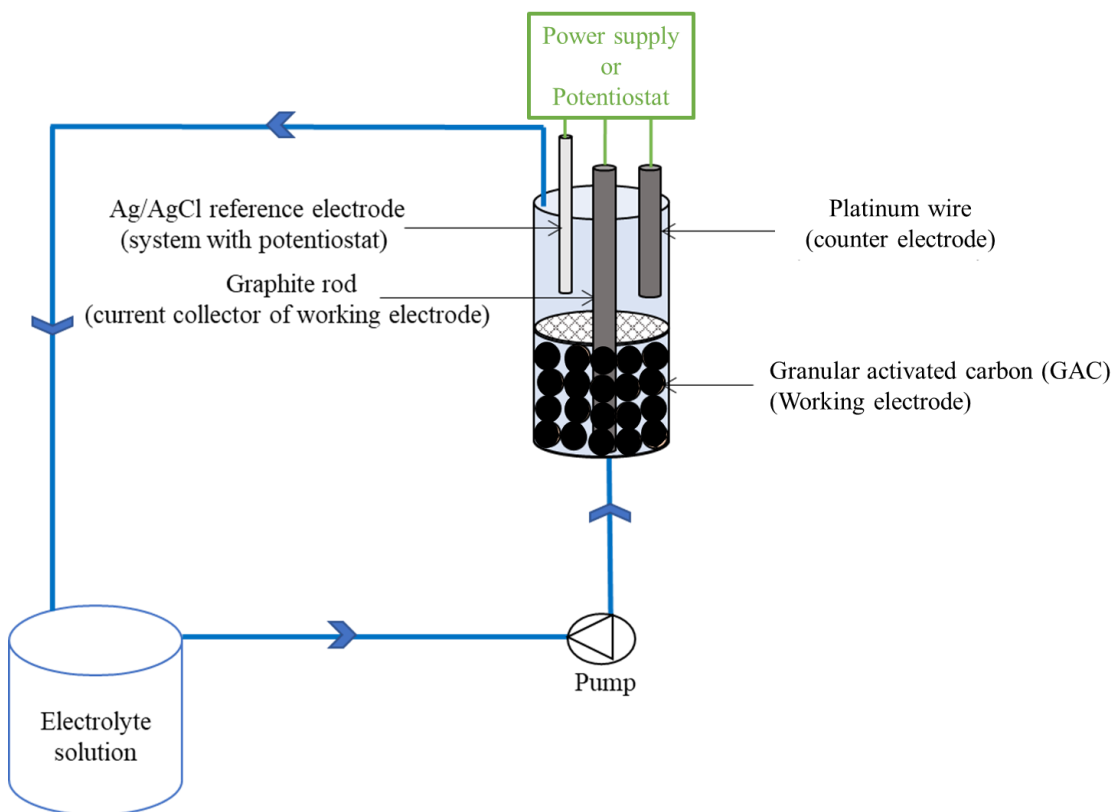 Power supply
or
Potentiostat
Ag/AgCl reference electrode
(system with potentiostat)
Graphite rod
(current collector of working electrode)
Platinum wire
(counter electrode)
Granular activated carbon (GAC)
(Working electrode)
Pump
Electrolyte
solution